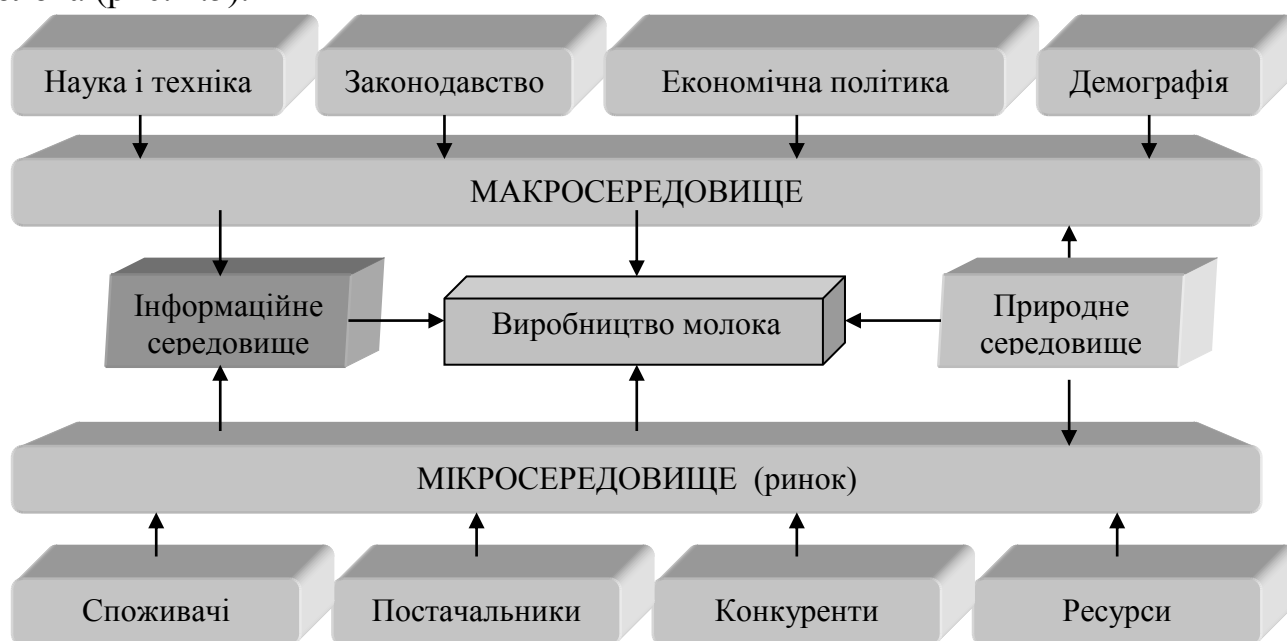 Наука і техніка
Законодавство
Економічна політика
Демографія
МАКРОСЕРЕДОВИЩЕ
Інформаційне
середовище
Виробництво молока
Природне
середовище
МІКРОСЕРЕДОВИЩЕ (ринок)
Споживачі
Постачальники
Конкуренти
Ресурси